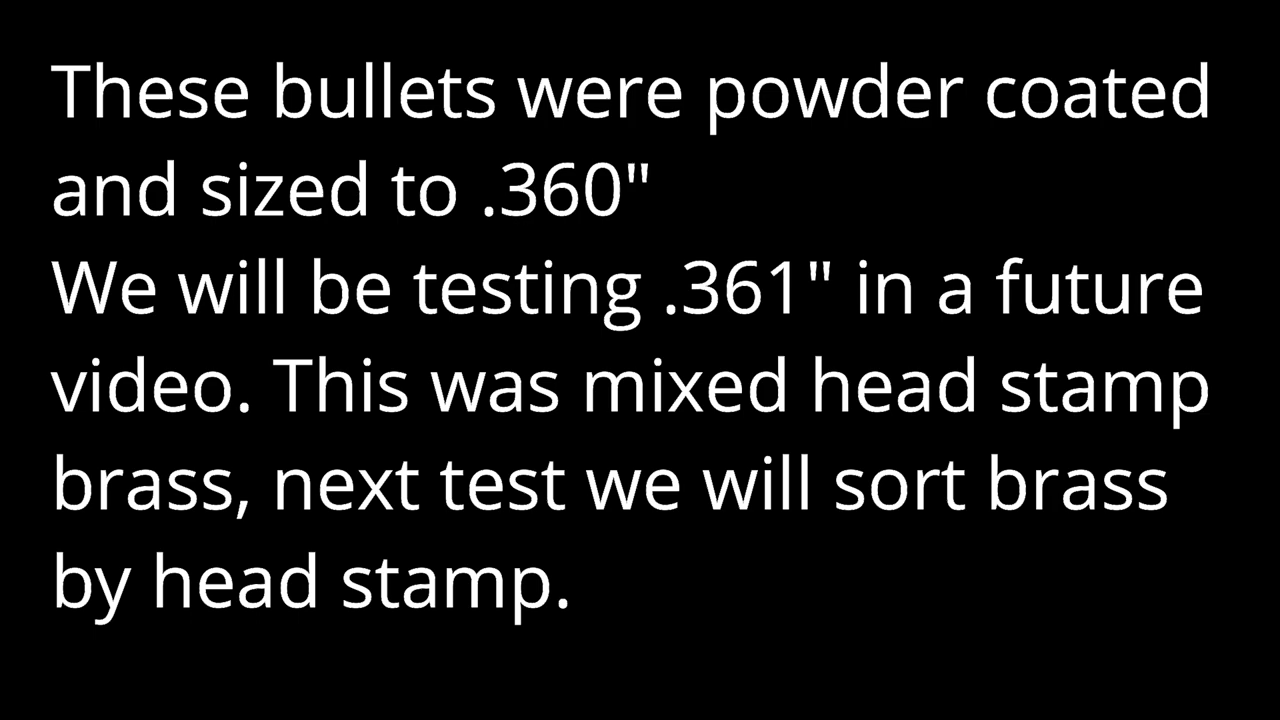 These bullets were powder coated
and sized to .360"
We will be testing .361" in a future
video. This was mixed head stamp
brass, next test we will sort brass
by head stamp.